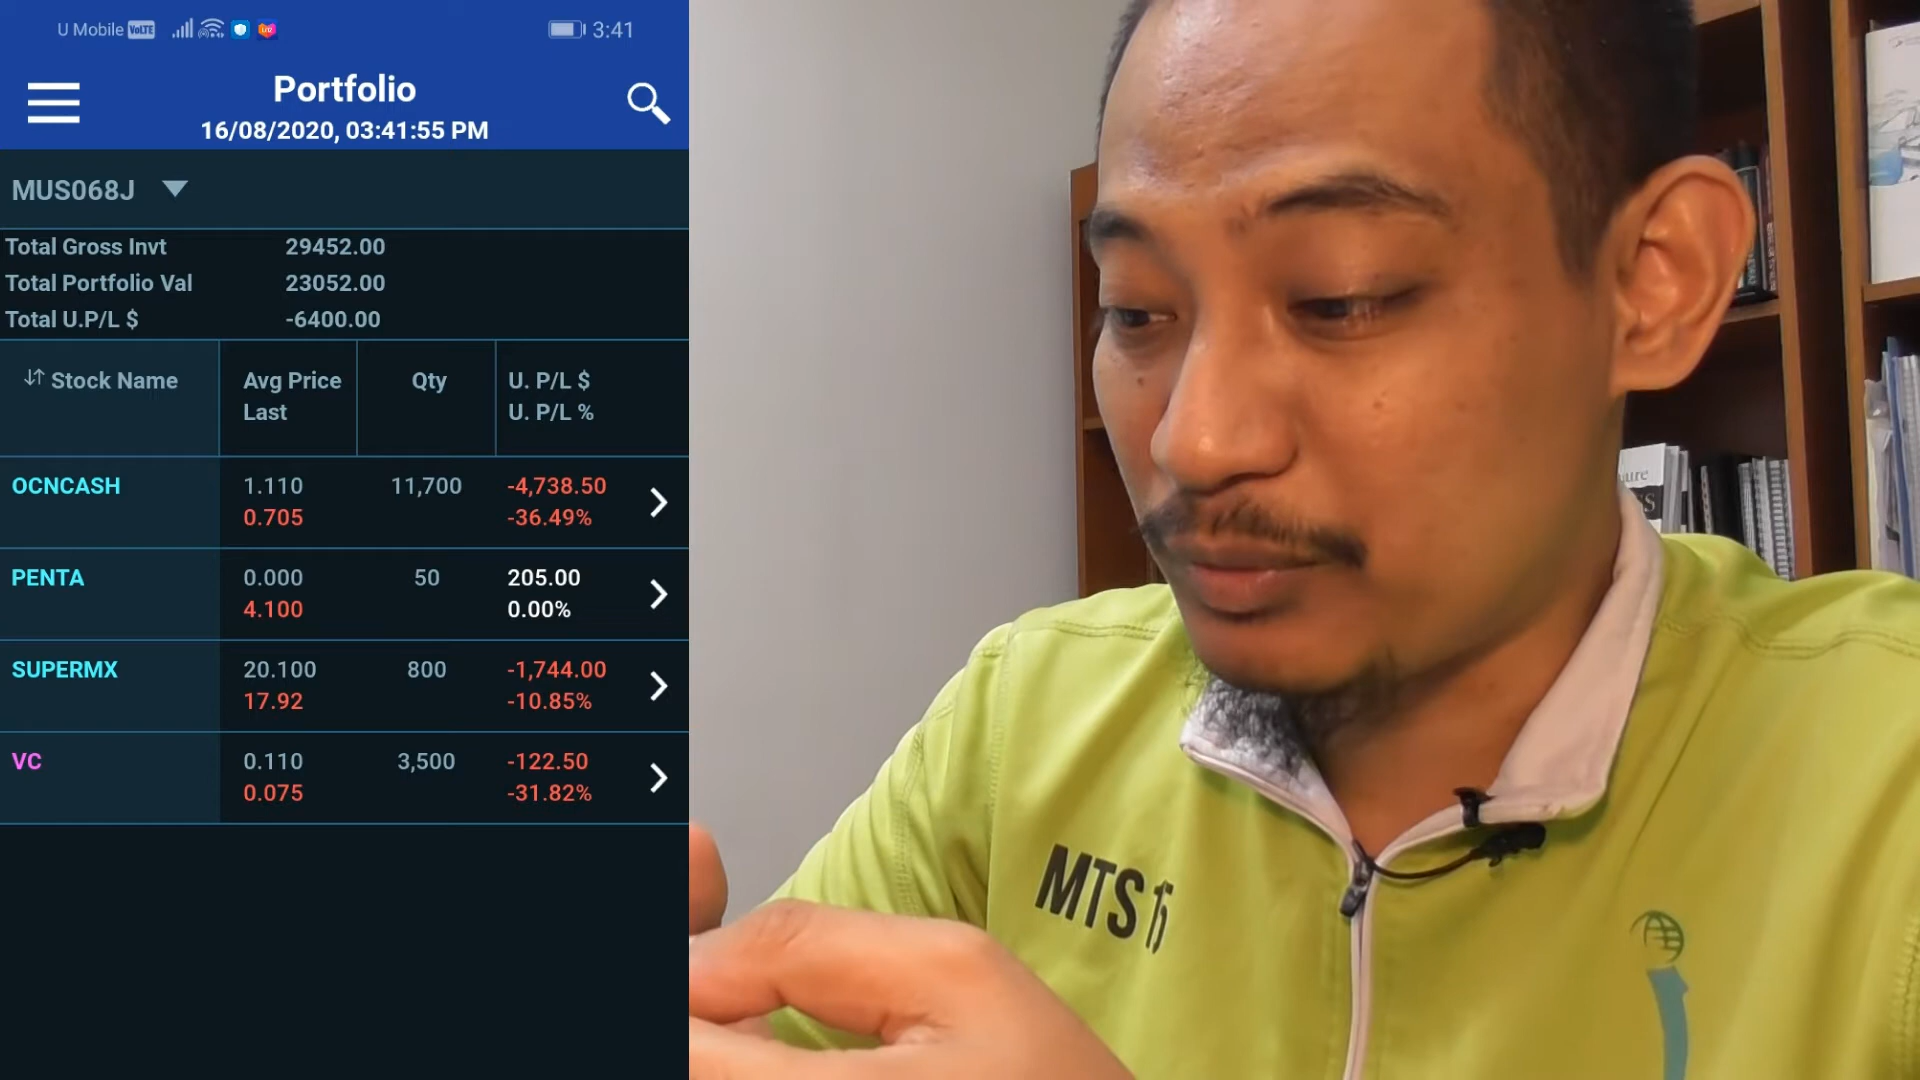 U Mobile VoLTE 3:41
Portfolio
16/08/2020, 03:41:55 PM
MUS068J
Total Gross Invt 29452.00
Total Portfolio Val 23052.00
Total U.P/L $ -6400.00
Stock Name Avg Price Qty U. P/L $
Last U. P/L %
OCNCASH 1.110 11,700 -4,738.50
0.705 -36.49%
PENTA 0.000 50 205.00
4.100 0.00%
SUPERMX 20.100 800 -1,744.00
17.92 -10.85%
VC 0.110 3,500 -122.50
0.075 -31.82%
MTS 15